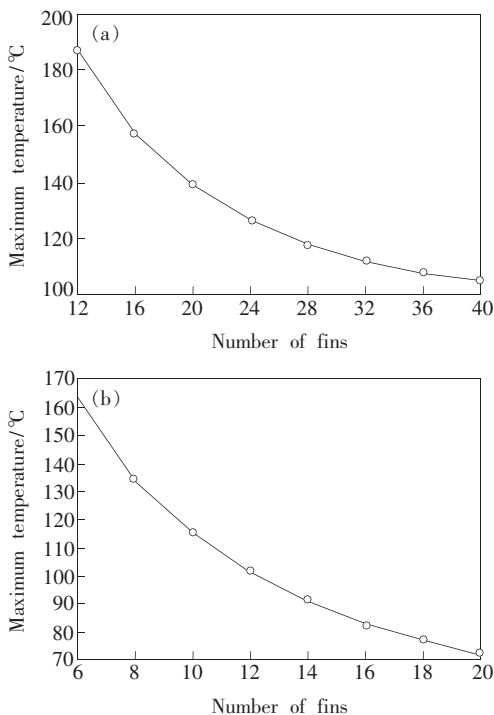 (a)
Maximum temperature/℃
200
180
160
140
120
100
12 16 20 24 28 32 36 40
Number of fins
(b)
Maximum temperature/℃
170
160
150
140
130
120
110
100
90
80
70
6 8 10 12 14 16 18 20
Number of fins